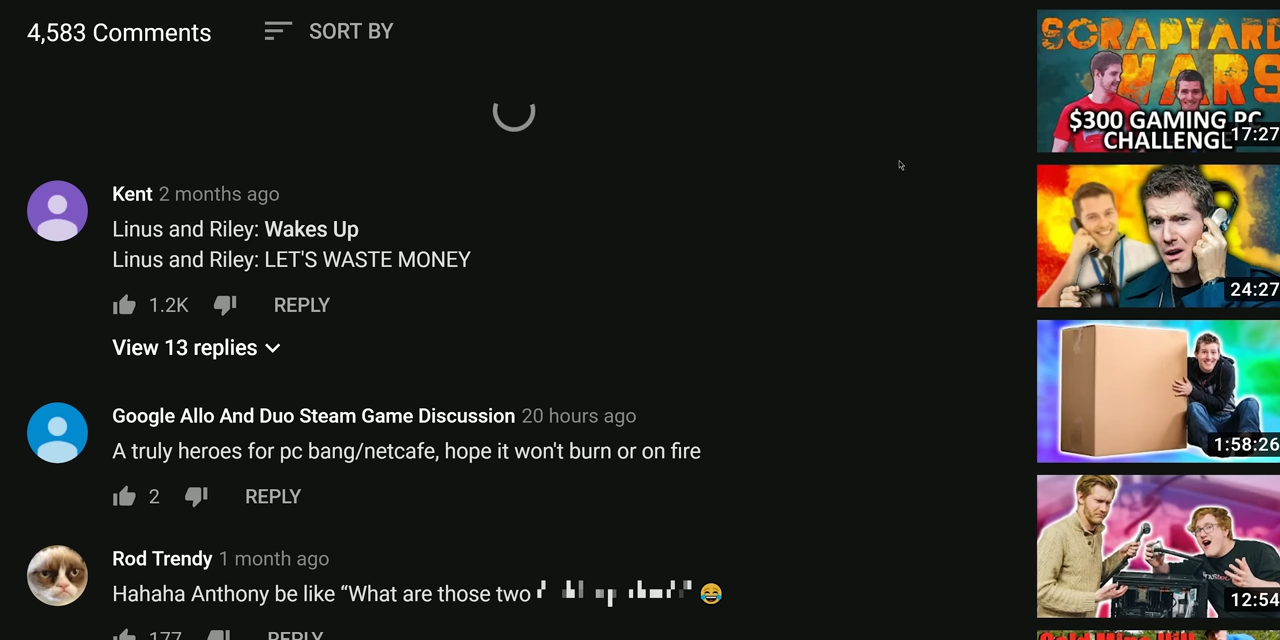 4,583 Comments
SORT BY
Kent 2 months ago
Linus and Riley: Wakes Up
Linus and Riley: LET'S WASTE MONEY
1.2K
REPLY
View 13 replies
Google Allo And Duo Steam Game Discussion 20 hours ago
A truly heroes for pc bang/netcafe, hope it won't burn or on fire
2
REPLY
Rod Trendy 1 month ago
Hahaha Anthony be like “What are those two 😂
177
REPLY
SCRAPYARD
WARS
$300 GAMING PC
CHALLENGE
17:27
24:27
1:58:26
12:54